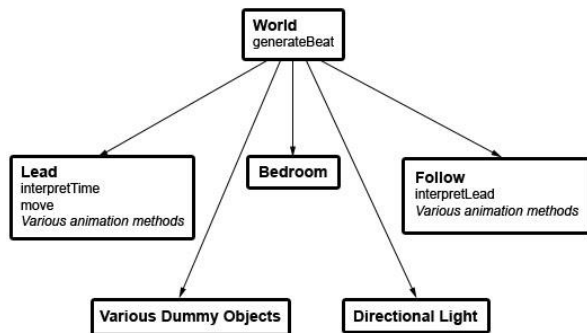 World
generateBeat
Lead
interpretTime
move
Various animation methods
Bedroom
Follow
interpretLead
Various animation methods
Various Dummy Objects
Directional Light